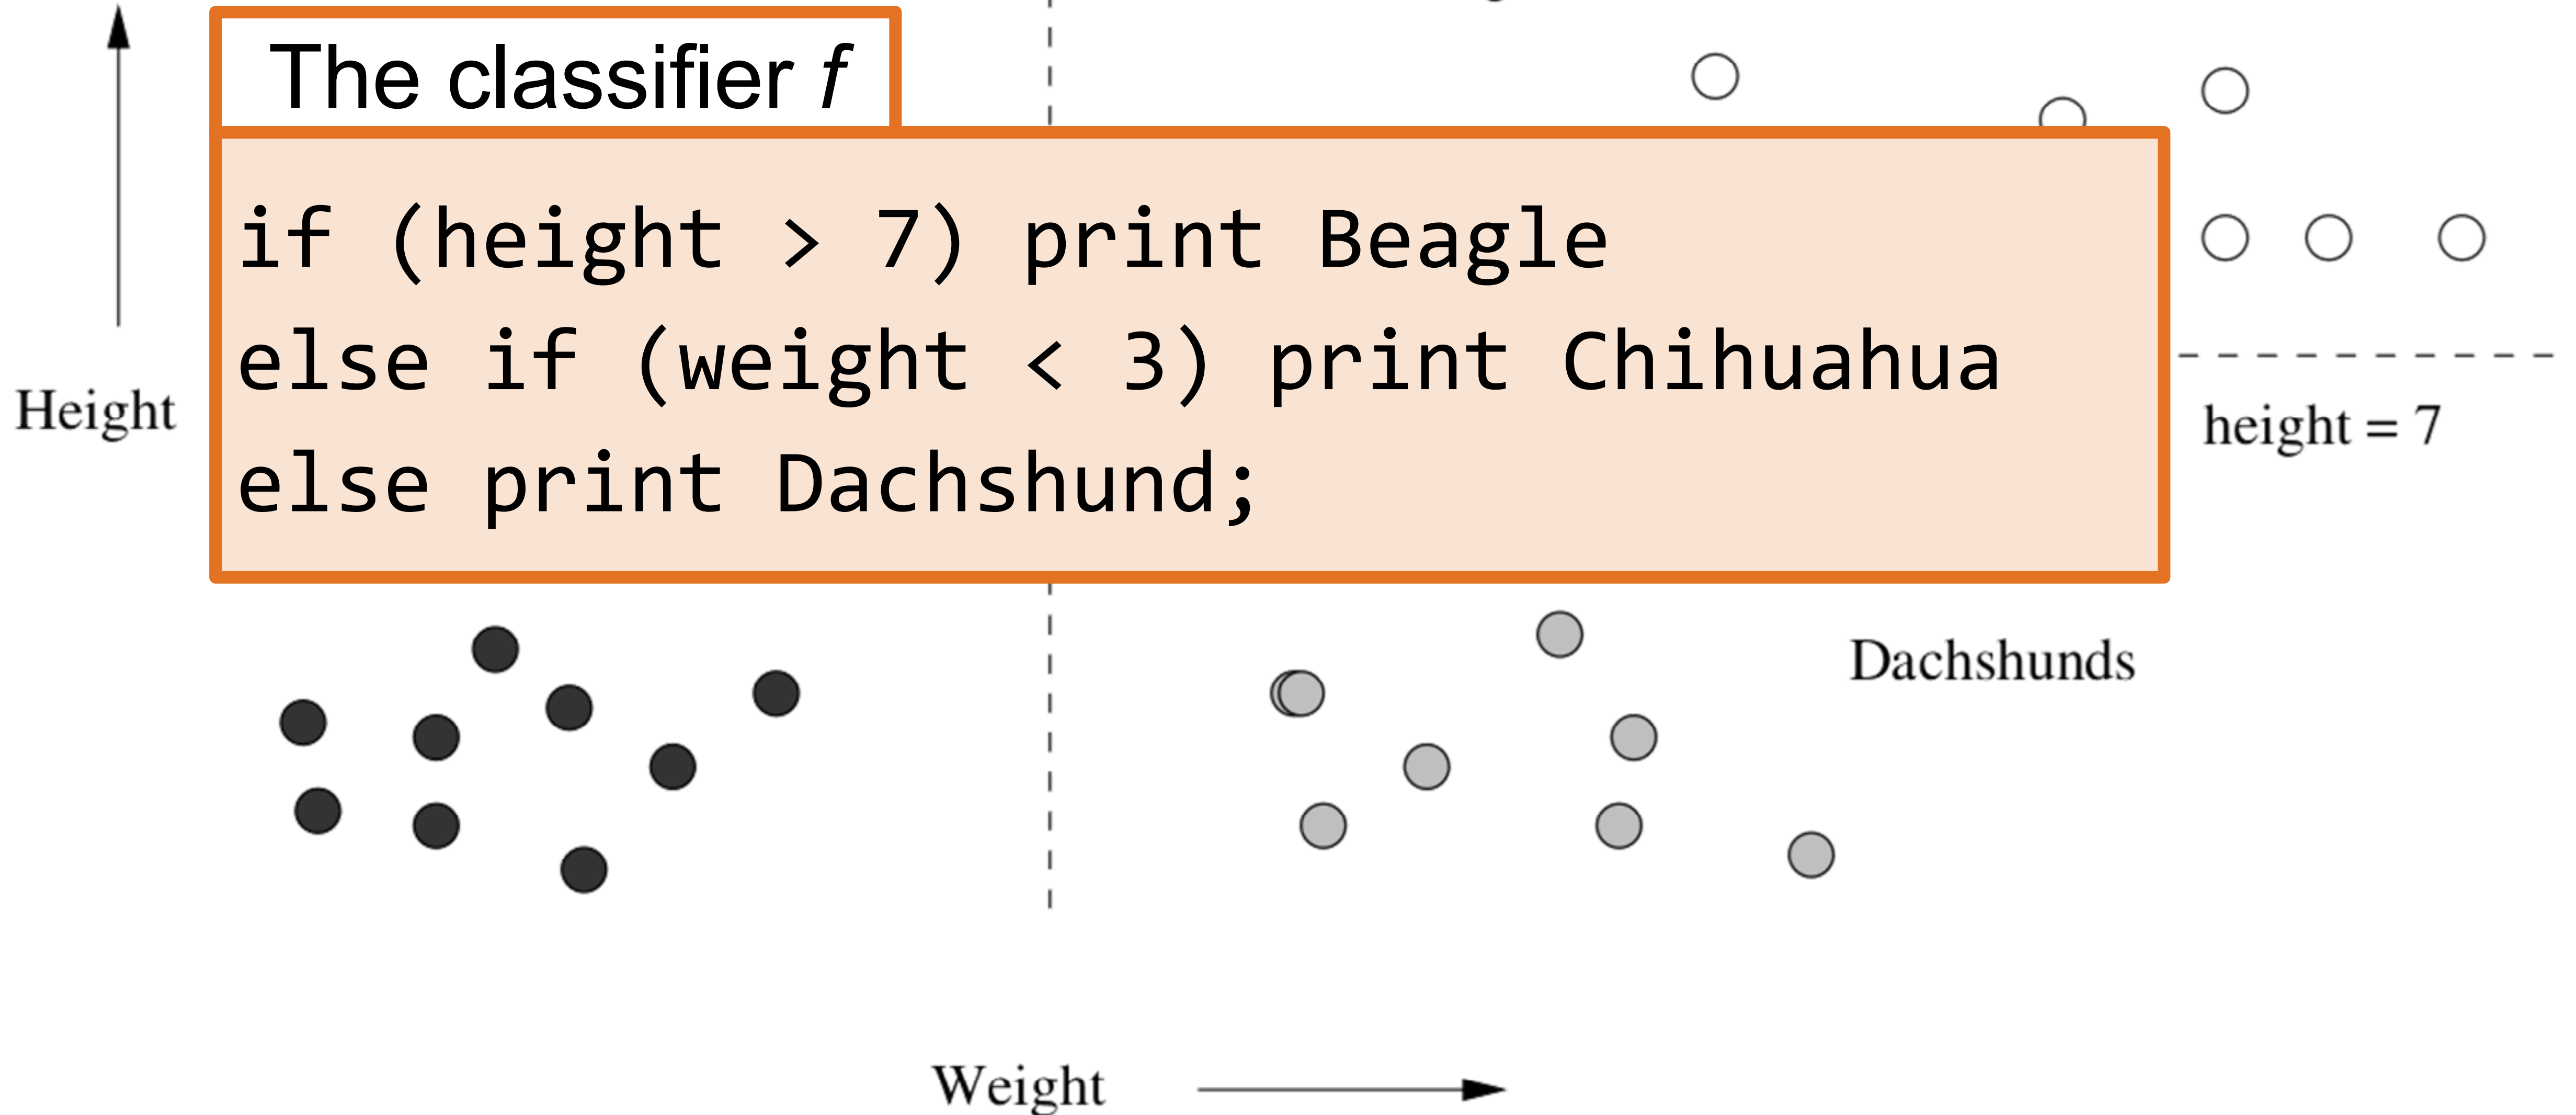 The classifier f
if (height > 7) print Beagle
else if (weight < 3) print Chihuahua
else print Dachshund;
Height
height = 7
Dachshunds
Weight